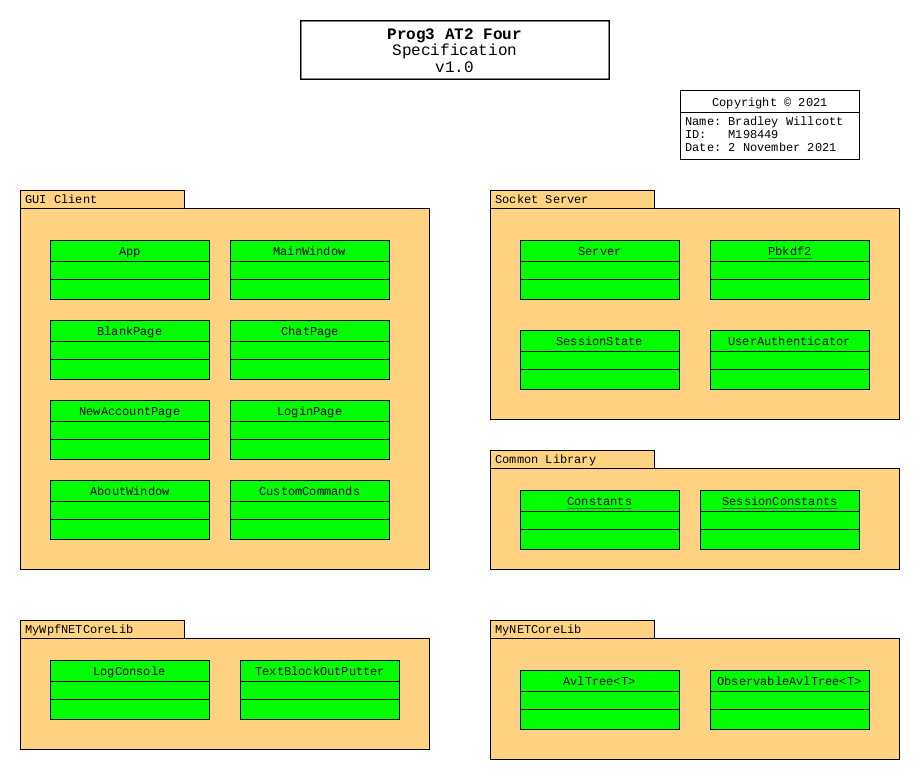 Prog3 AT2 Four
Specification
v1.0
Copyright © 2021
Name: Bradley Willcott
ID: M198449
Date: 2 November 2021
GUI Client
App
MainWindow
BlankPage
ChatPage
NewAccountPage
LoginPage
AboutWindow
CustomCommands
Socket Server
Server
Pbkdf2
SessionState
UserAuthenticator
Common Library
Constants
SessionConstants
MyWpfNETCoreLib
LogConsole
TextBlockOutPutter
MyNETCoreLib
AvlTree<T>
ObservableAvlTree<T>